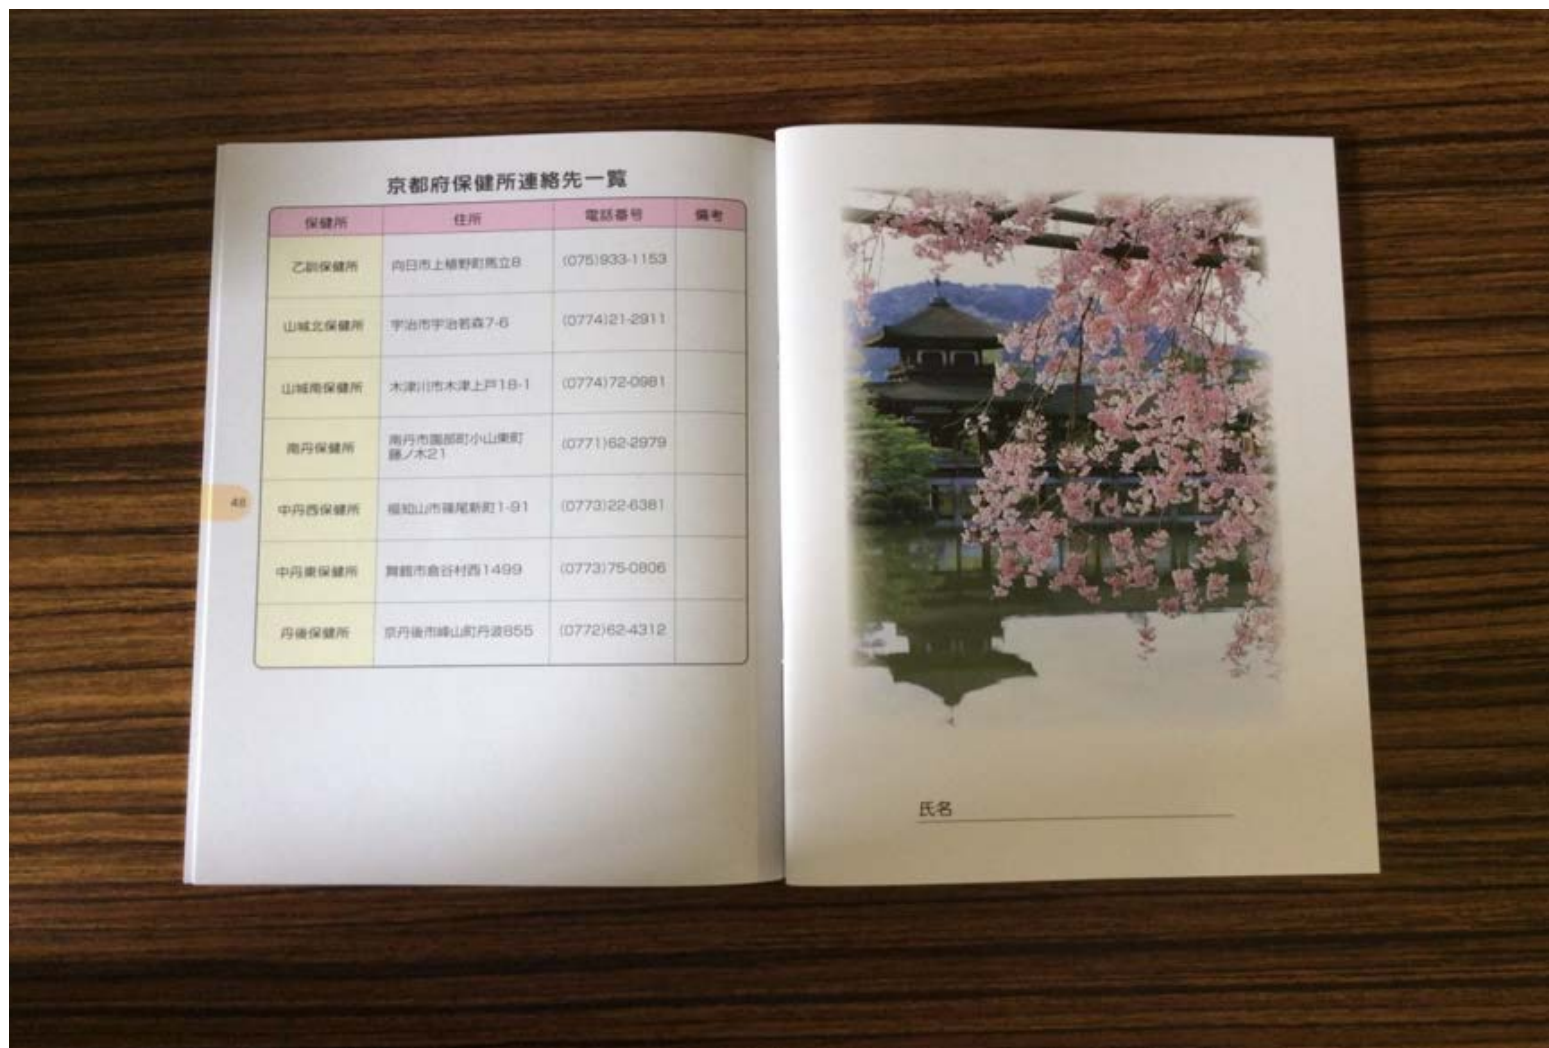 京都府保健所連絡先一覧
保健所 住所 電話番号 備考
乙訓保健所 向日市上植野町馬立8 (075)933-1153
山城北保健所 宇治市宇治若森7-6 (0774)21-2911
山城南保健所 木津川市木津上戸18-1 (0774)72-0981
南丹保健所 南丹市園部町小山東町 (0771)62-2979
藤ノ木21
中丹西保健所 福知山市篠尾新町1-91 (0773)22-6381
中丹東保健所 舞鶴市倉谷村西1499 (0773)75-0806
丹後保健所 京丹後市峰山町丹波855 (0772)62-4312
48
氏名